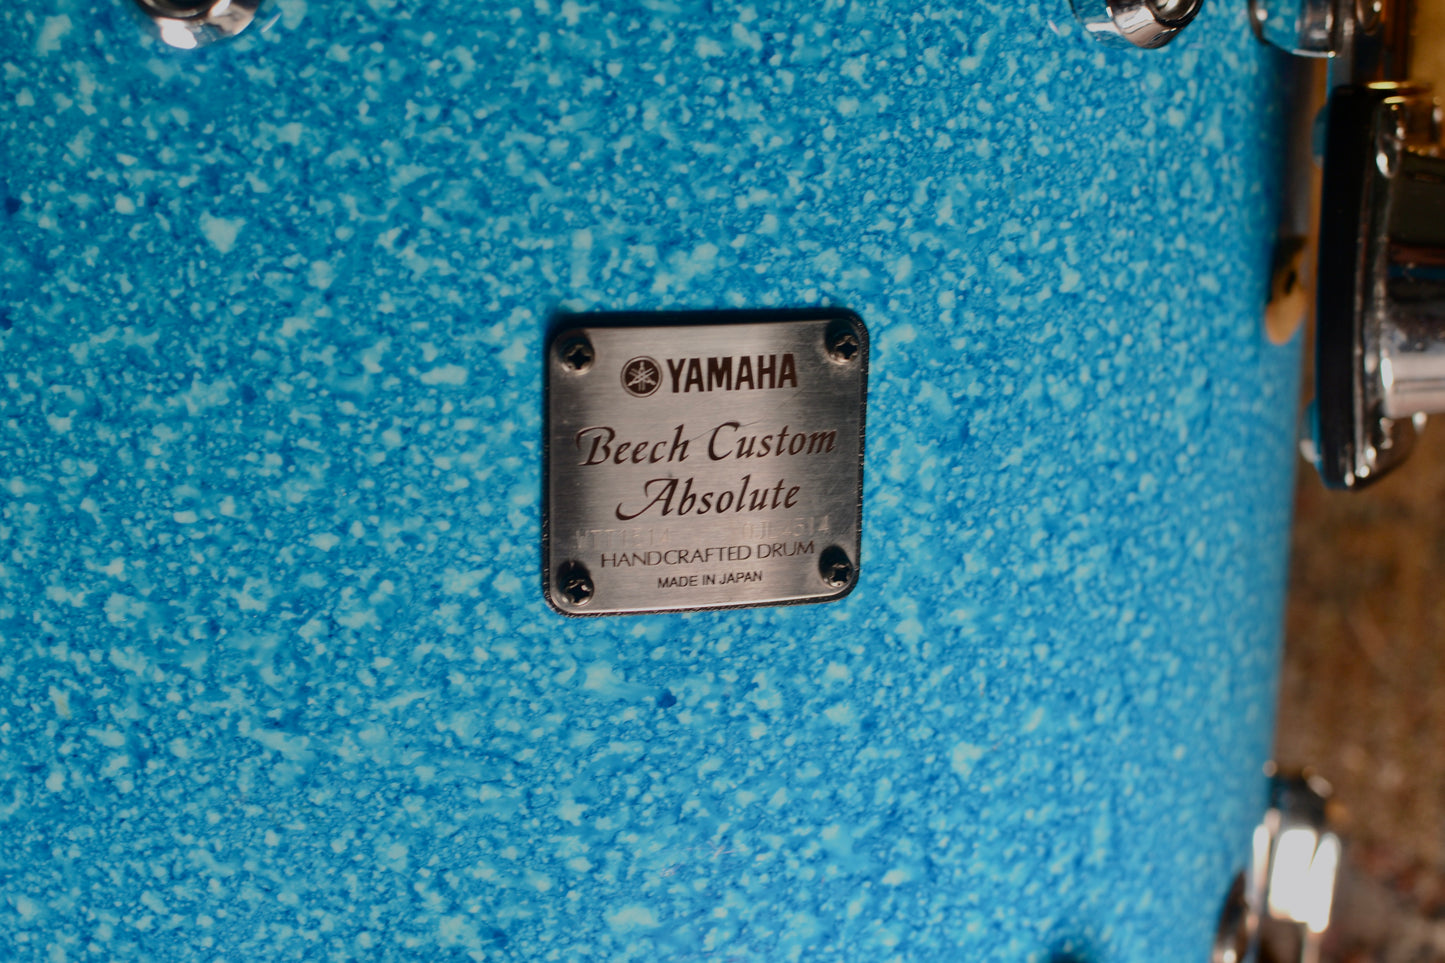 YAMAHA
Beech Custom
Absolute
HANDCRAFTED DRUM
MADE IN JAPAN